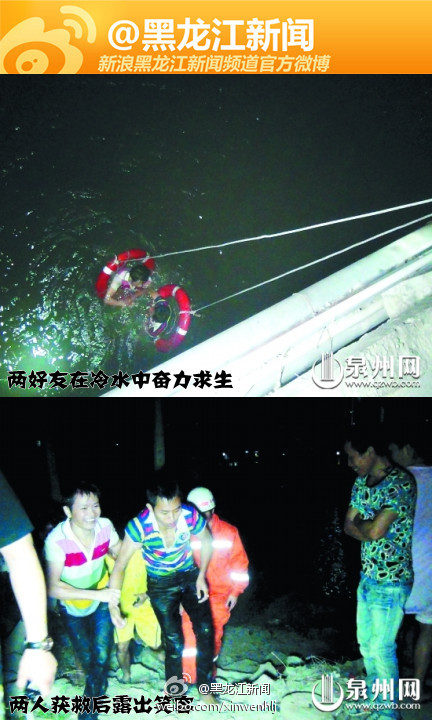 @黑龙江新闻
新浪黑龙江新闻频道官方微博
两好友在冷水中奋力求生
泉州网
www.qzwb.com
两人获救后露出笑容
@黑龙江新闻
weibo.com/xinwenhlj
泉州网
www.qzwb.com